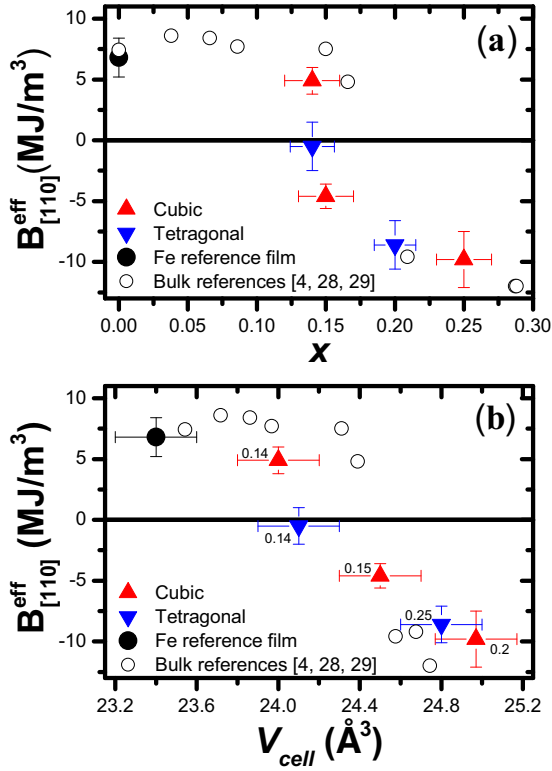 (a)
10
5
0
-5
-10
B^eff_[110](MJ/m^3)
Cubic
Tetragonal
Fe reference film
Bulk references [4, 28, 29]
0.00 0.05 0.10 0.15 0.20 0.25 0.30
x
(b)
10
5
0
-5
-10
B^eff_[110] (MJ/m^3)
0.14
0.14
0.15
0.25
0.2
Cubic
Tetragonal
Fe reference film
Bulk references [4, 28, 29]
23.2 23.6 24.0 24.4 24.8 25.2
V_cell (Å^3)